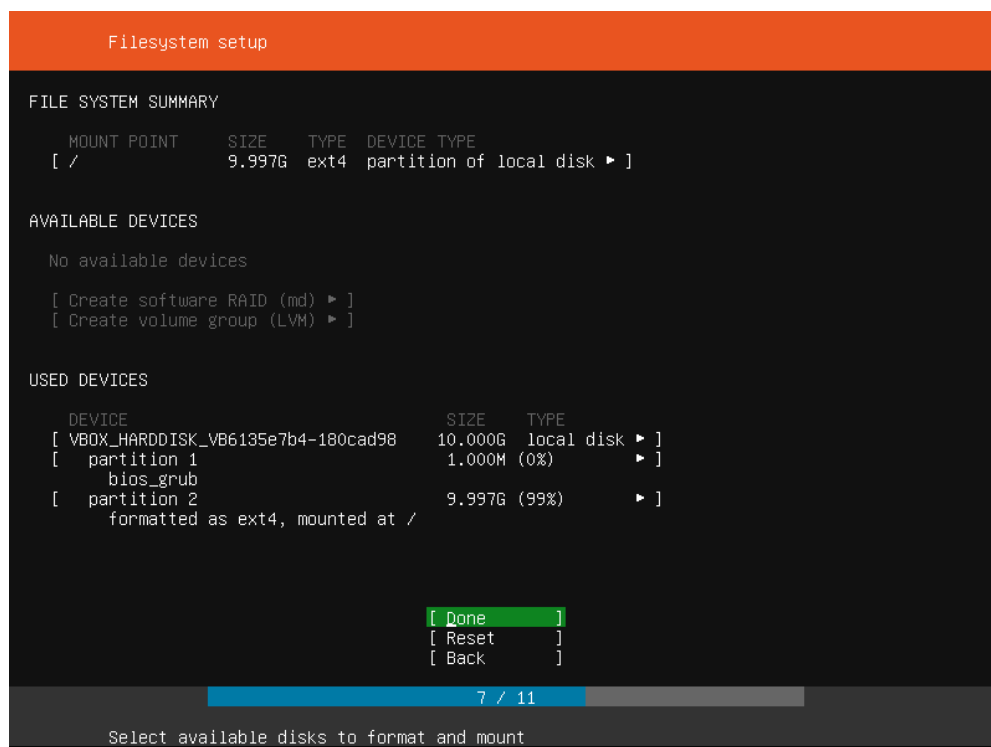 Filesystem setup
FILE SYSTEM SUMMARY
MOUNT POINT SIZE TYPE DEVICE TYPE
[ / 9.997G ext4 partition of local disk ▸ ]
AVAILABLE DEVICES
No available devices
[ Create software RAID (md) ▸ ]
[ Create volume group (LVM) ▸ ]
USED DEVICES
DEVICE SIZE TYPE
[ VBOX_HARDDISK_VB6135e7b4-180cad98 10.000G local disk ▸ ]
[ partition 1 1.000M (0%) ▸ ]
bios_grub
[ partition 2 9.997G (99%) ▸ ]
formatted as ext4, mounted at /
[ Done ]
[ Reset ]
[ Back ]
7 / 11
Select available disks to format and mount